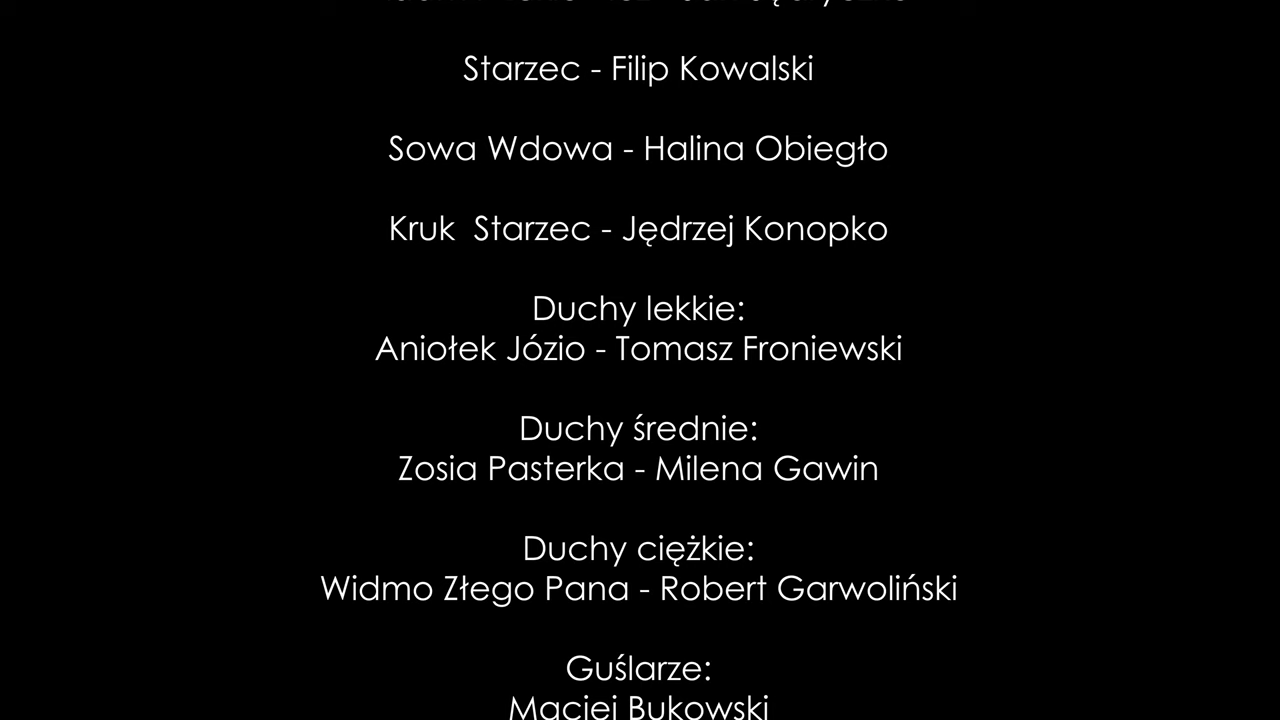 Starzec - Filip Kowalski
Sowa Wdowa - Halina Obiegło
Kruk  Starzec - Jędrzej Konopko
Duchy lekkie:
Aniołek Józio - Tomasz Froniewski
Duchy średnie:
Zosia Pasterka - Milena Gawin
Duchy ciężkie:
Widmo Złego Pana - Robert Garwoliński
Guślarze:
Maciej Bukowski